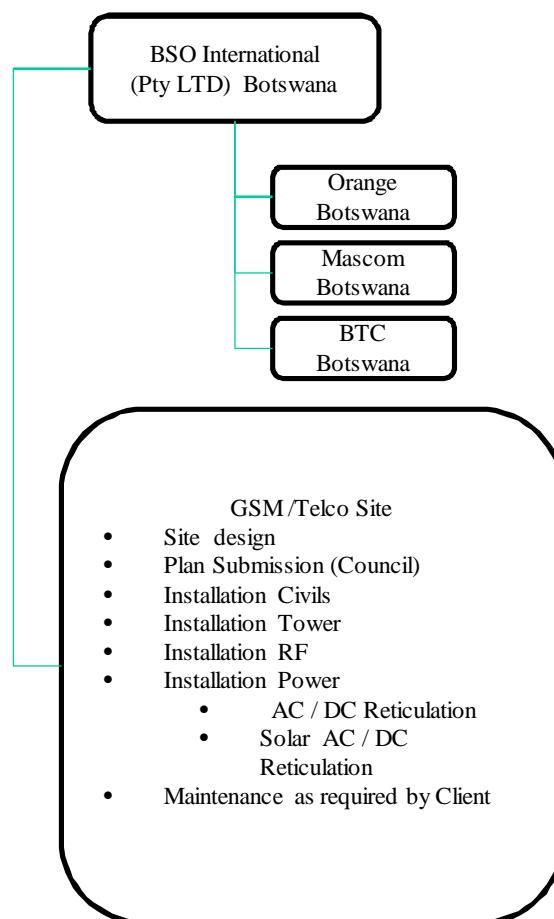 BSO International
(Pty LTD) Botswana
Orange
Botswana
Mascom
Botswana
BTC
Botswana
GSM /Telco Site
• Site design
• Plan Submission (Council)
• Installation Civils
• Installation Tower
• Installation RF
• Installation Power
• AC / DC Reticulation
• Solar AC / DC
Reticulation
• Maintenance as required by Client